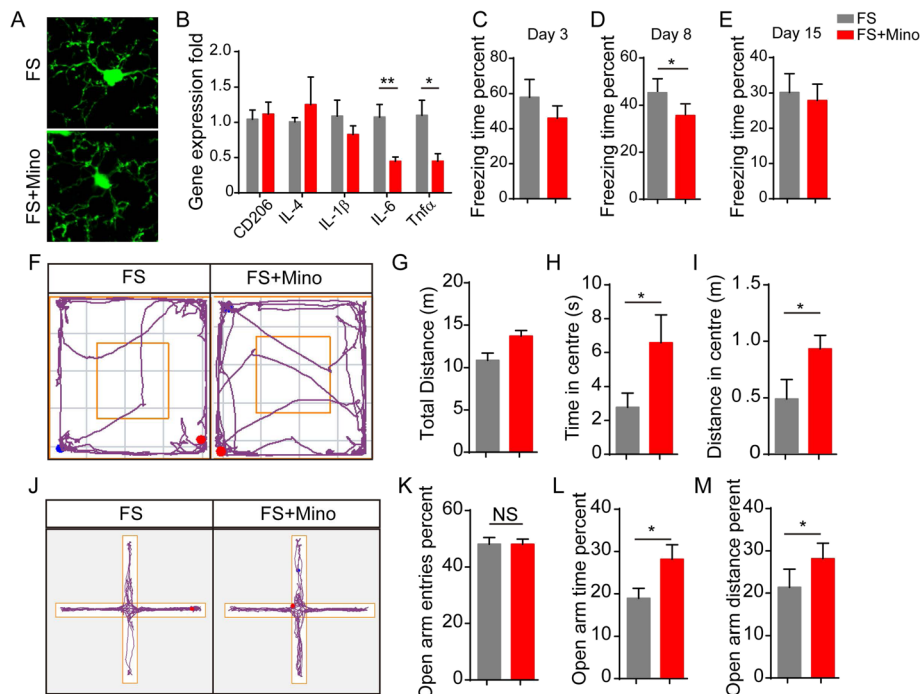 A
FS
FS+Mino
B
Gene expression fold
2.0
1.5
1.0
0.5
0.0
**
*
CD206
IL-4
IL-1β
IL-6
Tnfα
C
Day 3
Freezing time percent
80
60
40
20
0
D
Day 8
Freezing time percent
60
40
20
0
*
E
Day 15
Freezing time percent
40
30
20
10
0
FS
FS+Mino
F
FS
FS+Mino
G
Total Distance (m)
20
15
10
5
0
H
Time in centre (s)
10
8
6
4
2
0
*
I
Distance in centre (m)
1.5
1.0
0.5
0.0
*
J
FS
FS+Mino
K
Open arm entries percent
60
40
20
0
NS
L
Open arm time percent
40
30
20
10
0
*
M
Open arm distance percent
40
30
20
10
0
*